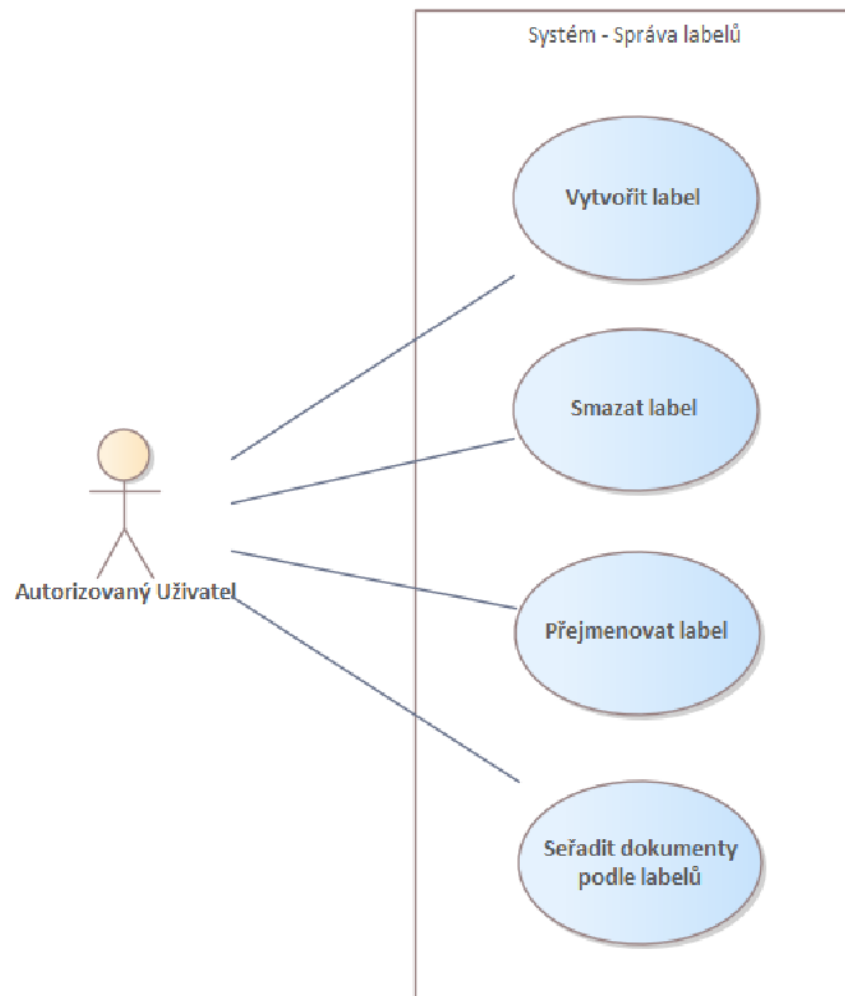 Systém - Správa labelů
Vytvořit label
Smazat label
Autorizovaný Uživatel
Přejmenovat label
Seřadit dokumenty
podle labelů